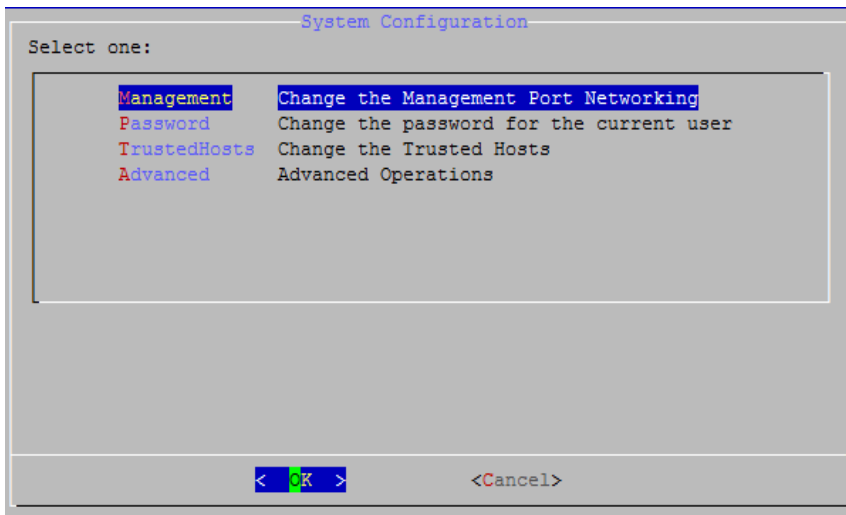 System Configuration
Select one:
Management Change the Management Port Networking
Password Change the password for the current user
TrustedHosts Change the Trusted Hosts
Advanced Advanced Operations
< OK > <Cancel>